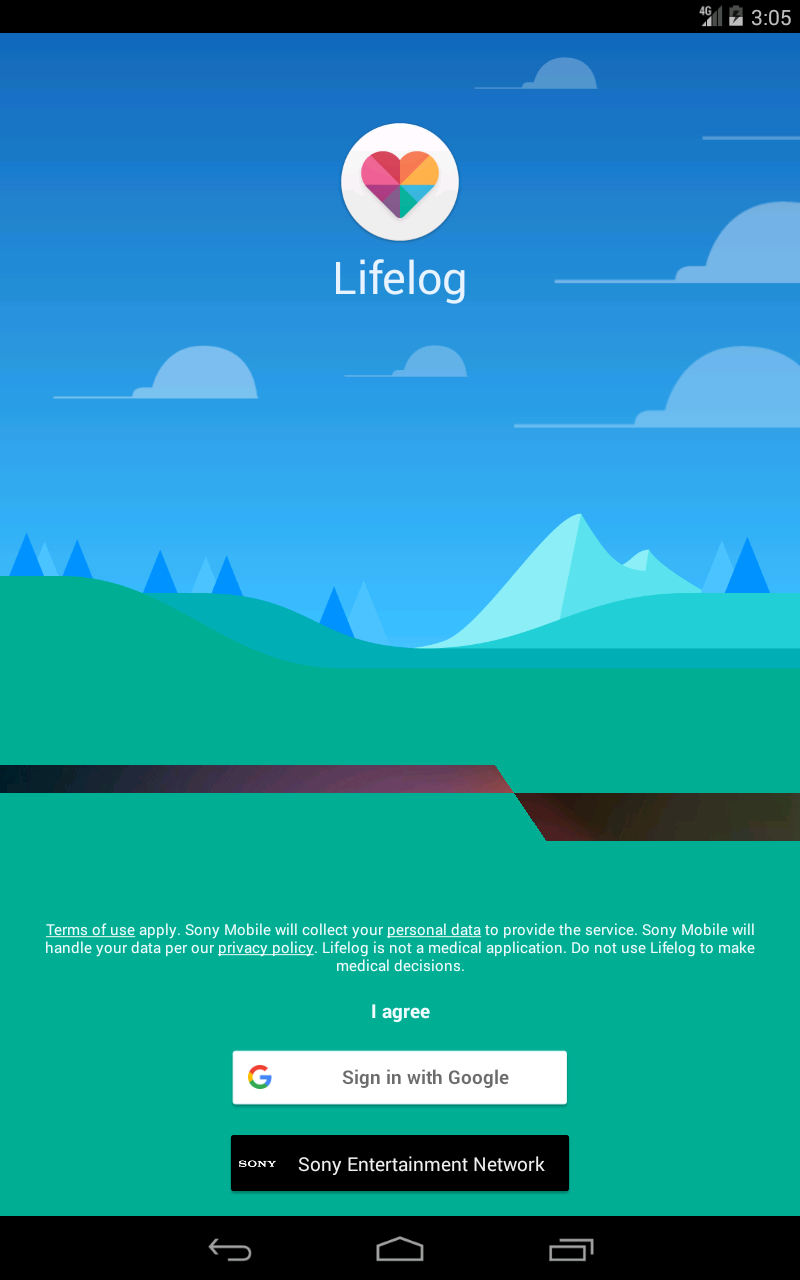 4G 3:05
Lifelog
Terms of use apply. Sony Mobile will collect your personal data to provide the service. Sony Mobile will
handle your data per our privacy policy. Lifelog is not a medical application. Do not use Lifelog to make
medical decisions.
I agree
Sign in with Google
SONY Sony Entertainment Network